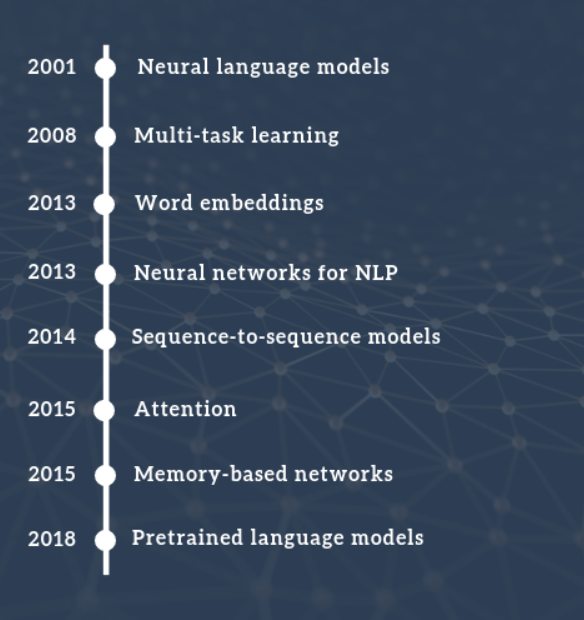 2001 Neural language models
2008 Multi-task learning
2013 Word embeddings
2013 Neural networks for NLP
2014 Sequence-to-sequence models
2015 Attention
2015 Memory-based networks
2018 Pretrained language models